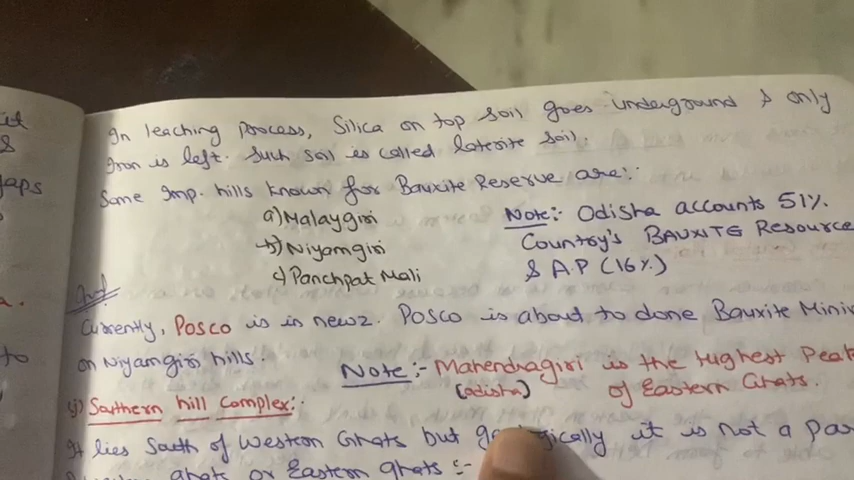 In leaching process, Silica on top soil goes underground & only
Iron is left. Such soil is called laterite soil.
Some Imp. hills known for Bauxite Reserve are:
a) Malaygiri
b) Niyamgiri
c) Panchpat Mali
Note:- Odisha accounts 51%.
Country's BAUXITE Resource
& A.P (16%)
Currently, Posco is in newz. Posco is about to done Bauxite Minin
on Niyamgiri hills.
Note:- Mahendragiri is the highest Peak
(odisha) of Eastern Ghats.
Southern hill Complex:
It lies South of Western Ghats but it is not a par
ghats or Eastern ghats :-
gaps
a.
to